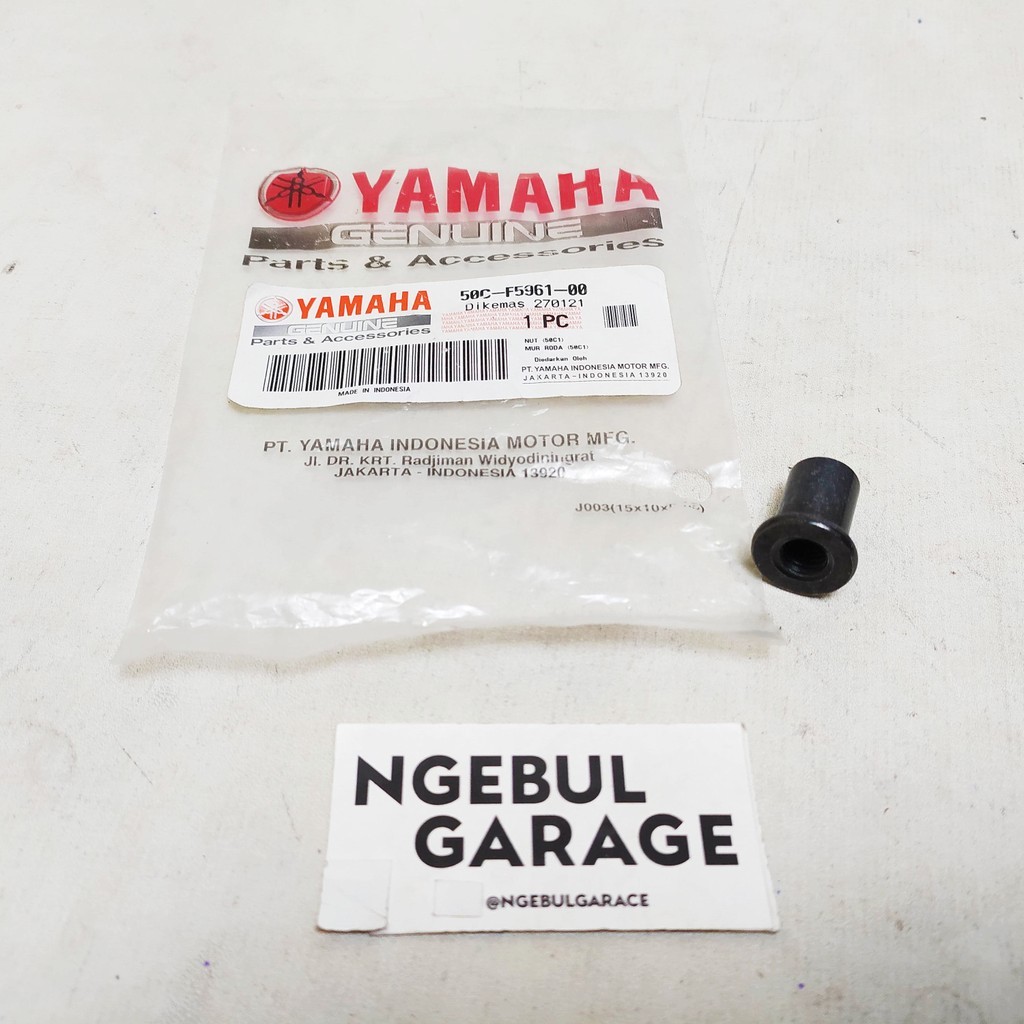 YAMAHA
GENUINE
Parts & Accessories
YAMAHA
GENUINE
Parts & Accessories
50C-F5961-00
Dikemas 270121
1 PC
NUT (50C1)
MUR RODA (50C1)
Diedarkan Oleh
PT. YAMAHA INDONESIA MOTOR MFG.
JAKARTA - INDONESIA 13920
MADE IN INDONESIA
PT. YAMAHA INDONESIA MOTOR MFG.
Jl. DR. KRT. Radjiman Widyodiningrat
JAKARTA - INDONESIA 13920
NGEBUL
GARAGE
@NGEBULGARACE